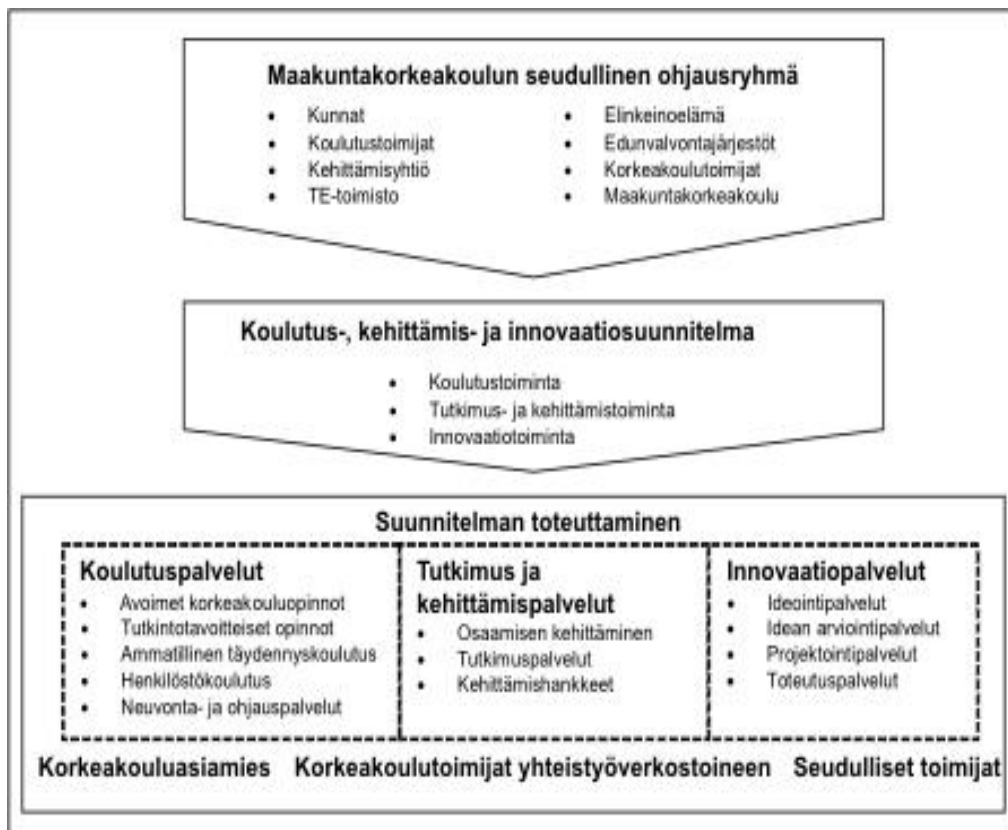 Maakuntakorkeakoulun seudullinen ohjausryhmä
• Kunnat
• Koulutustoimijat
• Kehittämisyhtiö
• TE-toimisto
• Elinkeinoelämä
• Edunvalvontajärjestöt
• Korkeakoulutoimijat
• Maakuntakorkeakoulu
Koulutus-, kehittämis- ja innovaatiosuunnitelma
• Koulutustoiminta
• Tutkimus- ja kehittämistoiminta
• Innovaatiotoiminta
Suunnitelman toteuttaminen
Koulutuspalvelut
• Avoimet korkeakouluopinnot
• Tutkintotavoitteiset opinnot
• Ammatillinen täydennyskoulutus
• Henkilöstökoulutus
• Neuvonta- ja ohjauspalvelut
Tutkimus ja
kehittämispalvelut
• Osaamisen kehittäminen
• Tutkimuspalvelut
• Kehittämishankkeet
Innovaatiopalvelut
• Ideointipalvelut
• Idean arviointipalvelut
• Projektointipalvelut
• Toteutuspalvelut
Korkeakouluasiamies Korkeakoulutoimijat yhteistyöverkostoineen Seudulliset toimijat